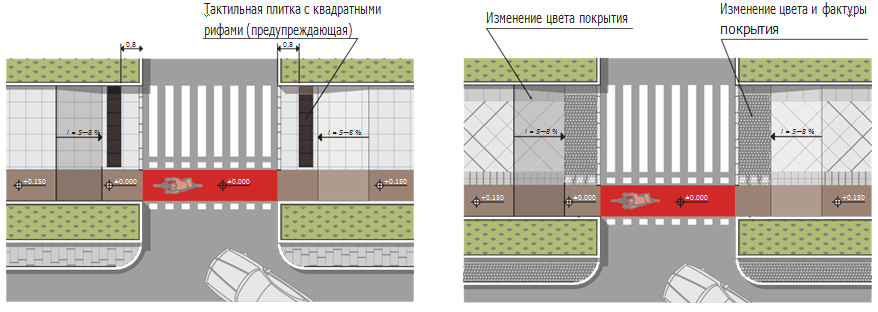 Тактильная плитка с квадратными
рифами (предупреждающая)
0,8
0,8
i = 5—8 %
i = 5—8 %
+0.150
±0.000
±0.000
+0.150
Изменение цвета покрытия
Изменение цвета и фактуры
покрытия
i = 5—8 %
i = 5—8 %
+0.150
±0.000
±0.000
+0.150